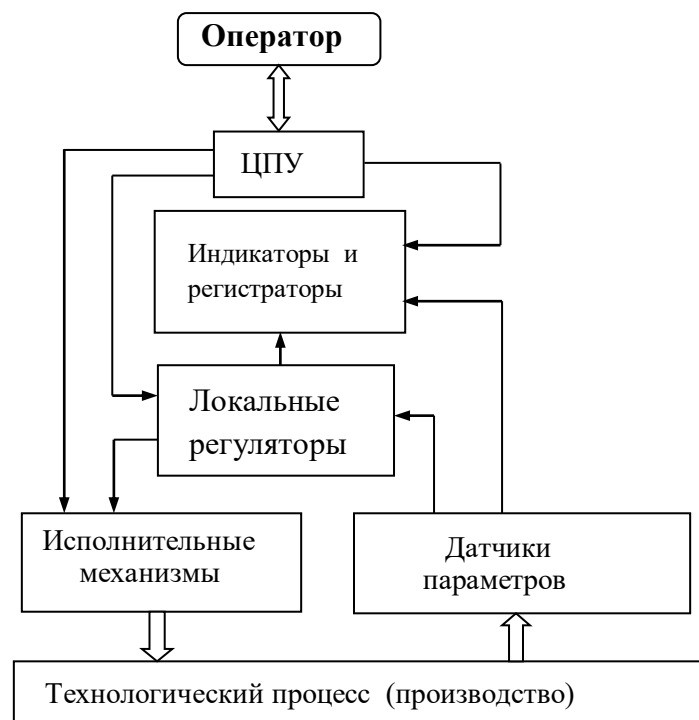 Оператор
ЦПУ
Индикаторы и
регистраторы
Локальные
регуляторы
Исполнительные
механизмы
Датчики
параметров
Технологический процесс (производство)